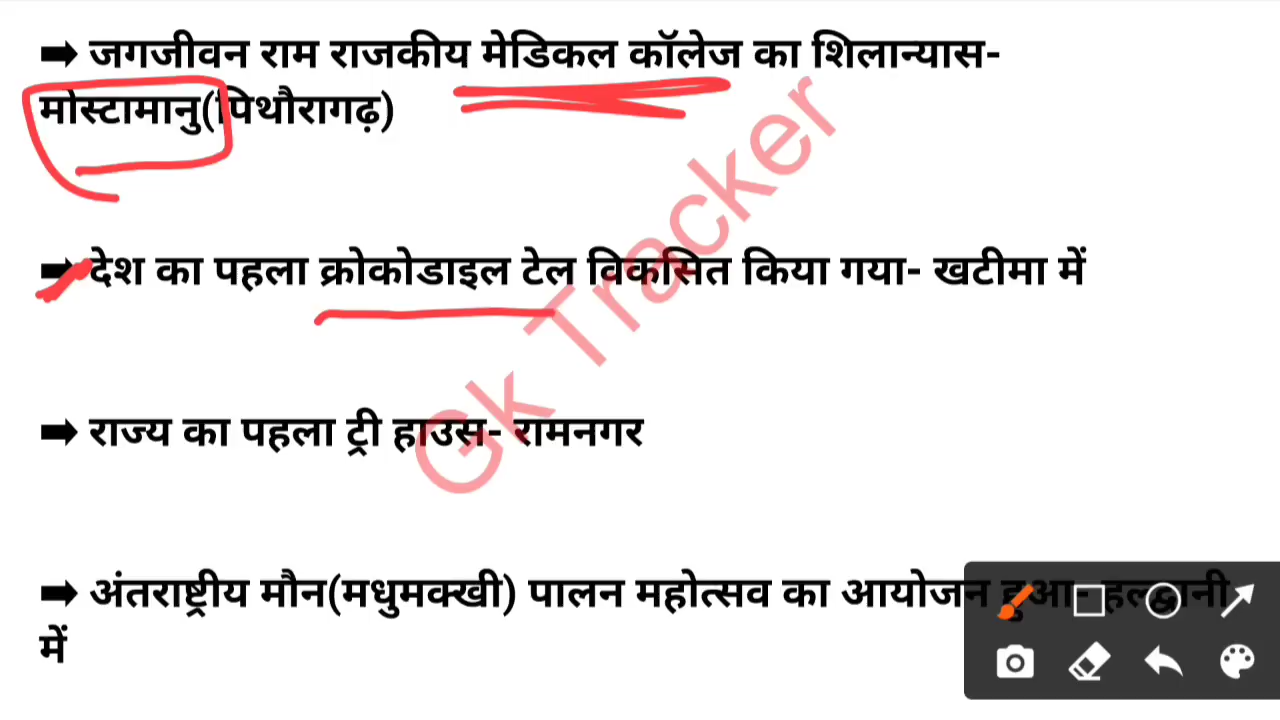 ➡ जगजीवन राम राजकीय मेडिकल कॉलेज का शिलान्यास-
मोस्टामानु(पिथौरागढ़)
➡ देश का पहला क्रोकोडाइल टेल विकसित किया गया- खटीमा में
➡ राज्य का पहला ट्री हाउस- रामनगर
➡ अंतराष्ट्रीय मौन(मधुमक्खी) पालन महोत्सव का आयोजन हुआ- हल्द्वानी
में
Gk Tracker